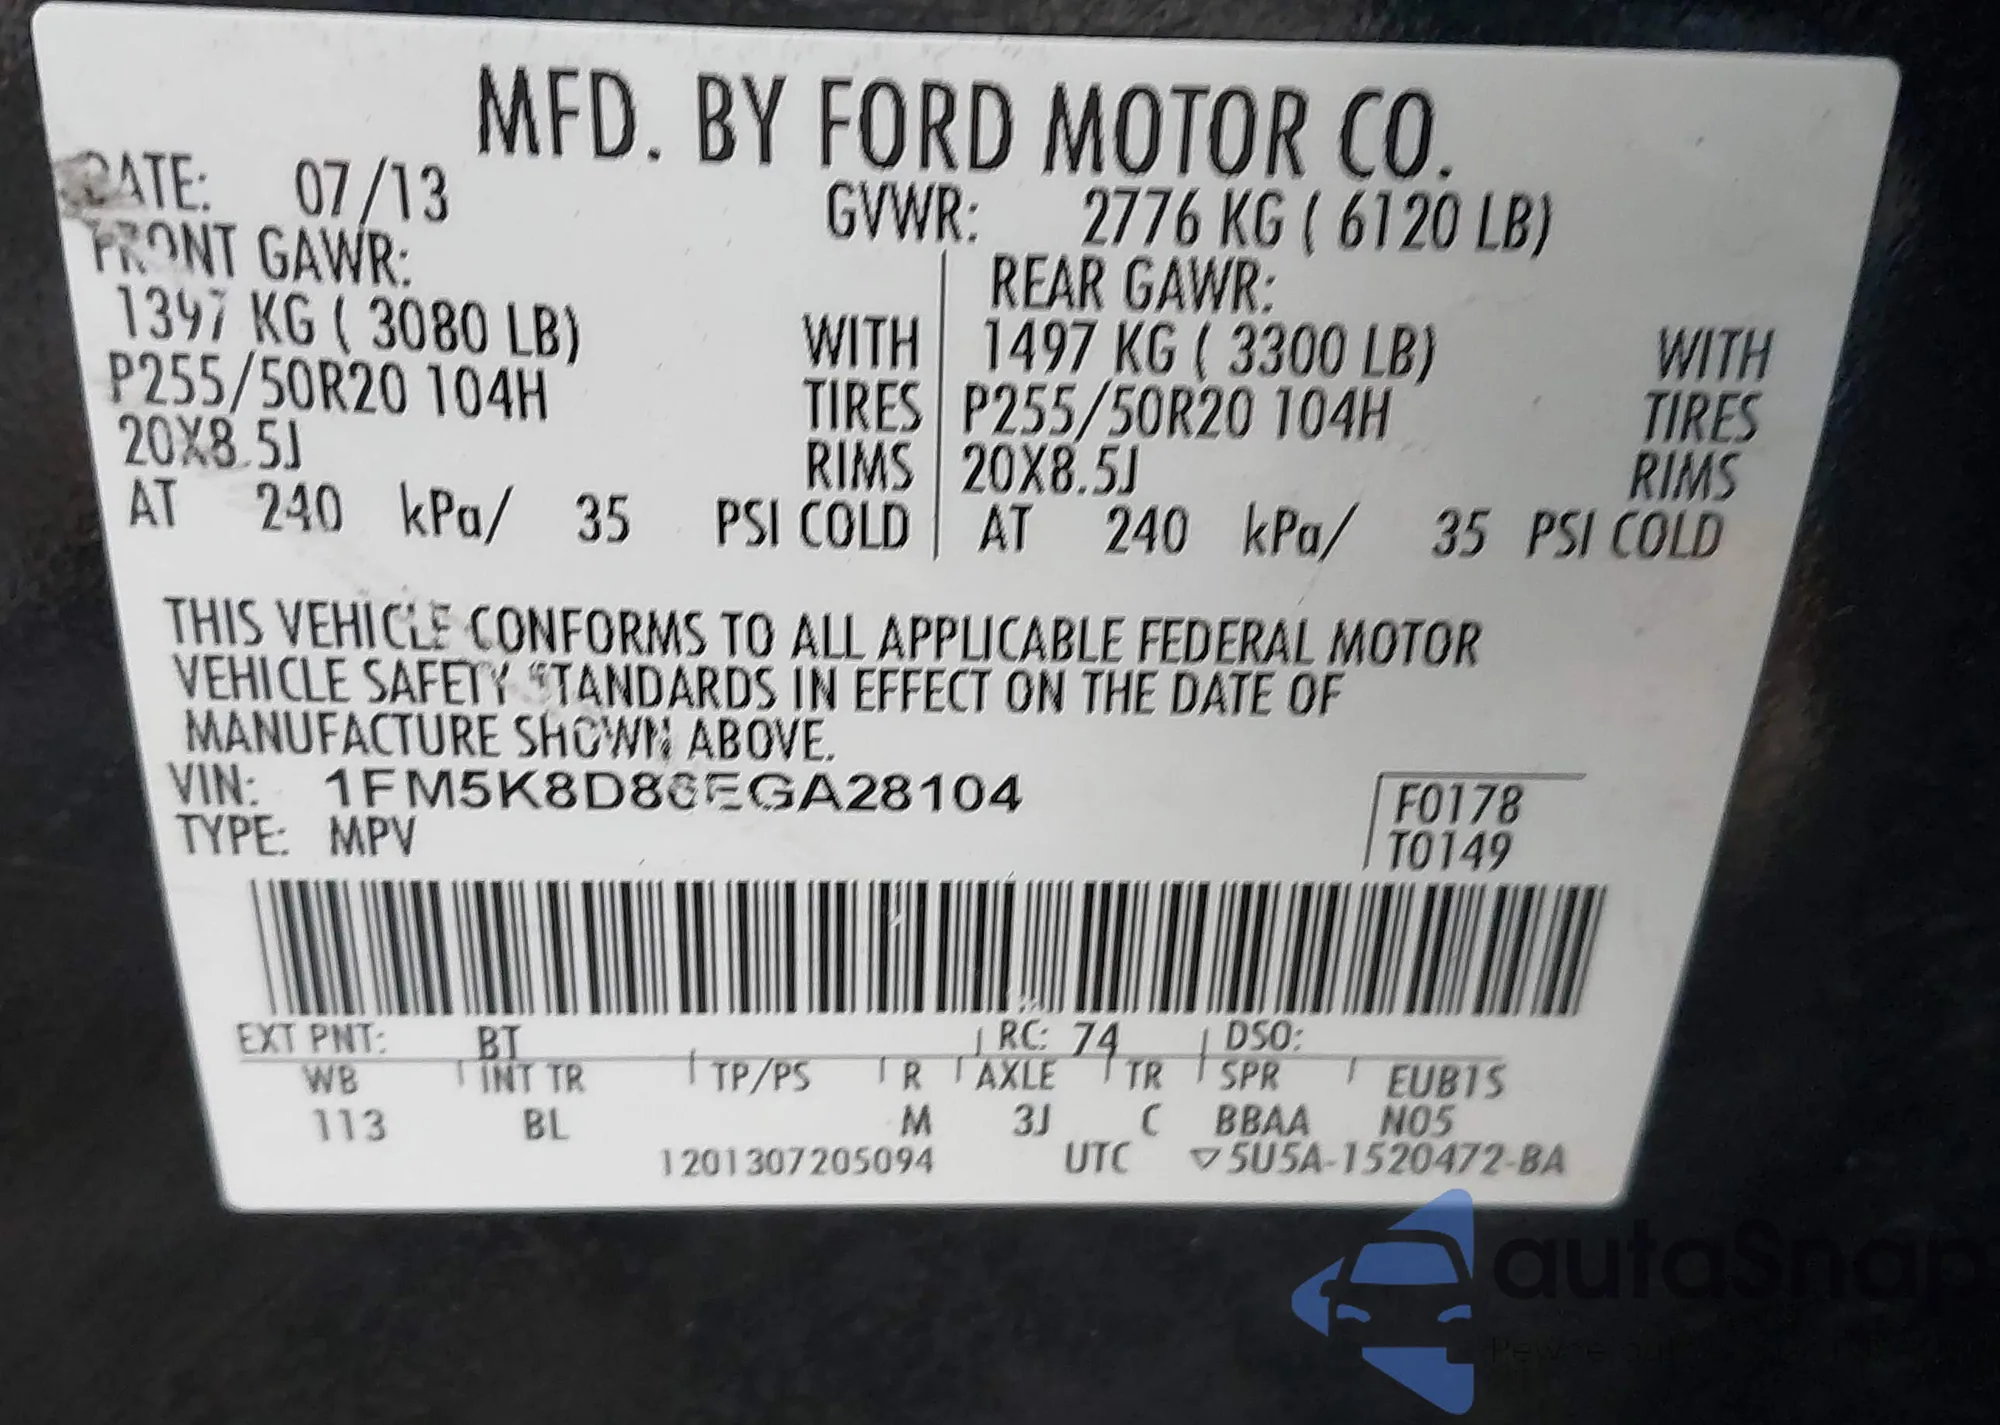 MFD. BY FORD MOTOR CO.
DATE: 07/13 GVWR: 2776 KG ( 6120 LB)
FRONT GAWR: REAR GAWR:
1397 KG ( 3080 LB) WITH 1497 KG ( 3300 LB) WITH
P255/50R20 104H TIRES P255/50R20 104H TIRES
20X8.5J RIMS 20X8.5J RIMS
AT 240 kPa/ 35 PSI COLD AT 240 kPa/ 35 PSI COLD
THIS VEHICLE CONFORMS TO ALL APPLICABLE FEDERAL MOTOR
VEHICLE SAFETY STANDARDS IN EFFECT ON THE DATE OF
MANUFACTURE SHOWN ABOVE.
VIN: 1FM5K8D86EGA28104 F0178
TYPE: MPV T0149
EXT PNT: BT RC: 74 DSO:
WB INT TR TP/PS R AXLE TR SPR EUB1S
113 BL M 3J C BBAA N05
1201307205094 UTC ▽5U5A-1520472-BA
autaSnap